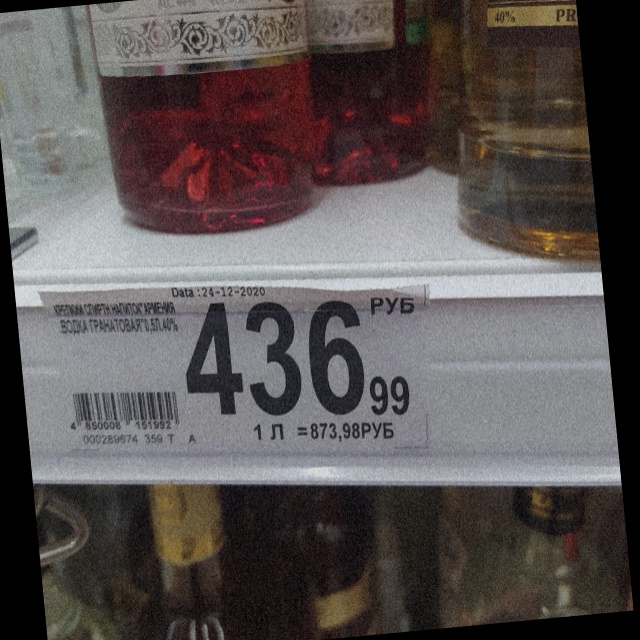 40% PR
Data :24-12-2020
КРЕПКИЙ СПИРТН.НАПИТОК АРМЕНИЯ
ВОДКА ГРАНАТОВАЯ 0,5Л.40%
436 99 РУБ
4 850006 151992
000289674 359 Т А
1 Л =873,98РУБ